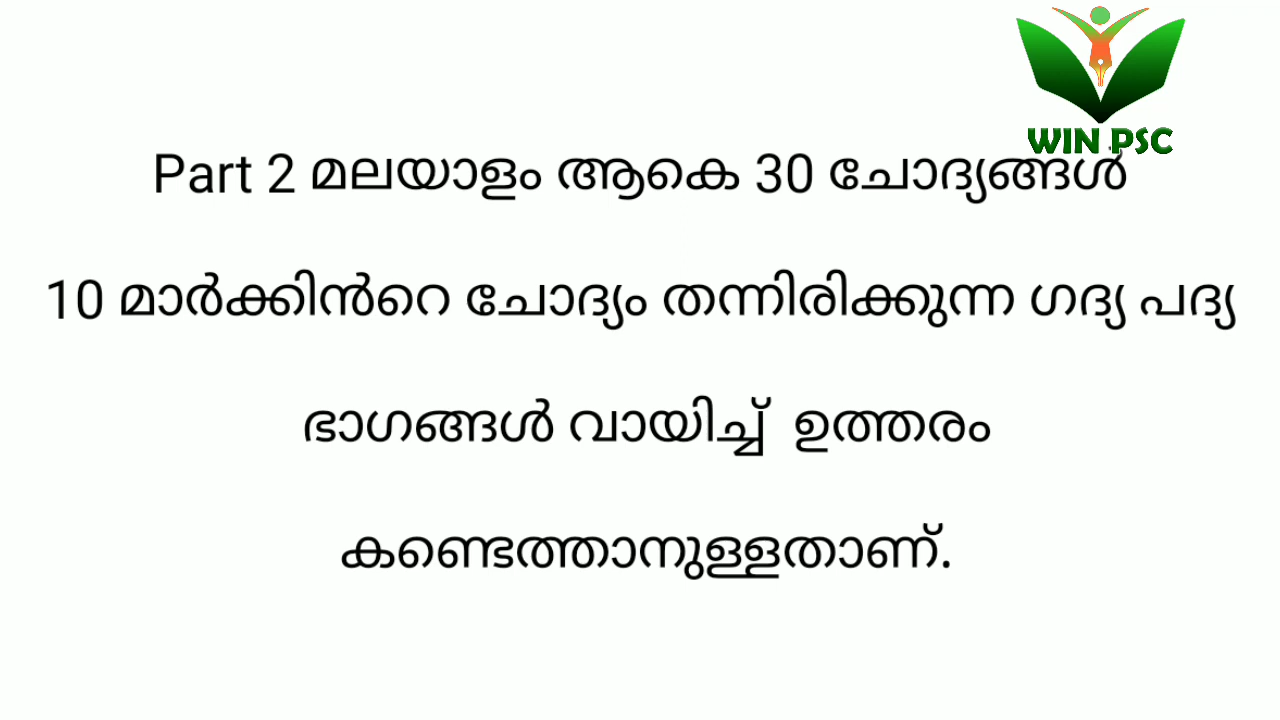 WIN PSC
Part 2 മലയാളം ആകെ 30 ചോദ്യങ്ങൾ
10 മാർക്കിൻറെ ചോദ്യം തന്നിരിക്കുന്ന ഗദ്യ പദ്യ
ഭാഗങ്ങൾ വായിച്ച് ഉത്തരം
കണ്ടെത്താനുള്ളതാണ്.